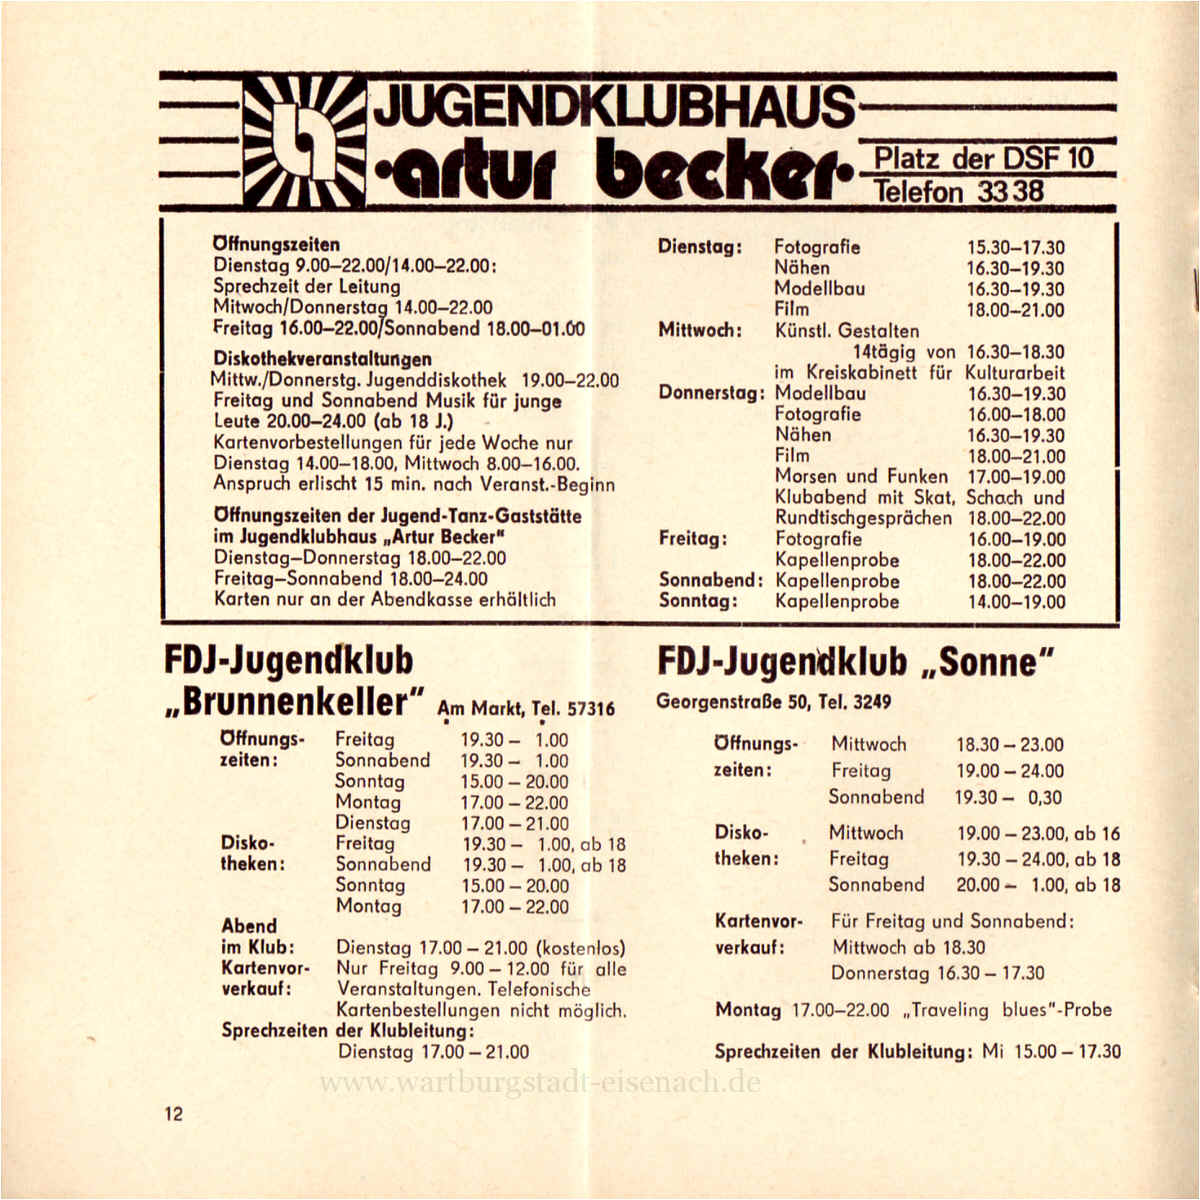 JUGENDKLUBHAUS
·artur becker·
Platz der DSF 10
Telefon 33 38
Öffnungszeiten
Dienstag 9.00–22.00/14.00–22.00:
Sprechzeit der Leitung
Mitwoch/Donnerstag 14.00–22.00
Freitag 16.00–22.00/Sonnabend 18.00–01.00
Diskothekveranstaltungen
Mittw./Donnerstg. Jugenddiskothek 19.00–22.00
Freitag und Sonnabend Musik für junge
Leute 20.00–24.00 (ab 18 J.)
Kartenvorbestellungen für jede Woche nur
Dienstag 14.00–18.00, Mittwoch 8.00–16.00.
Anspruch erlischt 15 min. nach Veranst.-Beginn
Öffnungszeiten der Jugend-Tanz-Gaststätte
im Jugendklubhaus „Artur Becker"
Dienstag–Donnerstag 18.00–22.00
Freitag–Sonnabend 18.00–24.00
Karten nur an der Abendkasse erhältlich
Dienstag: Fotografie 15.30–17.30
Nähen 16.30–19.30
Modellbau 16.30–19.30
Film 18.00–21.00
Mittwoch: Künstl. Gestalten
14tägig von 16.30–18.30
im Kreiskabinett für Kulturarbeit
Donnerstag: Modellbau 16.30–19.30
Fotografie 16.00–18.00
Nähen 16.30–19.30
Film 18.00–21.00
Morsen und Funken 17.00–19.00
Klubabend mit Skat, Schach und
Rundtischgesprächen 18.00–22.00
Freitag: Fotografie 16.00–19.00
Kapellenprobe 18.00–22.00
Sonnabend: Kapellenprobe 18.00–22.00
Sonntag: Kapellenprobe 14.00–19.00
FDJ-Jugendklub
„Brunnenkeller" Am Markt, Tel. 57316
Öffnungs- Freitag 19.30 – 1.00
zeiten: Sonnabend 19.30 – 1.00
Sonntag 15.00 – 20.00
Montag 17.00 – 22.00
Dienstag 17.00 – 21.00
Disko- Freitag 19.30 – 1.00, ab 18
theken: Sonnabend 19.30 – 1.00, ab 18
Sonntag 15.00 – 20.00
Montag 17.00 – 22.00
Abend
im Klub: Dienstag 17.00 – 21.00 (kostenlos)
Kartenvor- Nur Freitag 9.00 – 12.00 für alle
verkauf: Veranstaltungen. Telefonische
Kartenbestellungen nicht möglich.
Sprechzeiten der Klubleitung:
Dienstag 17.00 – 21.00
FDJ-Jugendklub „Sonne"
Georgenstraße 50, Tel. 3249
Öffnungs- Mittwoch 18.30 – 23.00
zeiten: Freitag 19.00 – 24.00
Sonnabend 19.30 – 0,30
Disko- Mittwoch 19.00 – 23.00, ab 16
theken: Freitag 19.30 – 24.00, ab 18
Sonnabend 20.00 – 1.00, ab 18
Kartenvor- Für Freitag und Sonnabend:
verkauf: Mittwoch ab 18.30
Donnerstag 16.30 – 17.30
Montag 17.00–22.00 „Traveling blues"-Probe
Sprechzeiten der Klubleitung: Mi 15.00 – 17.30
www.wartburgstadt-eisenach.de
12